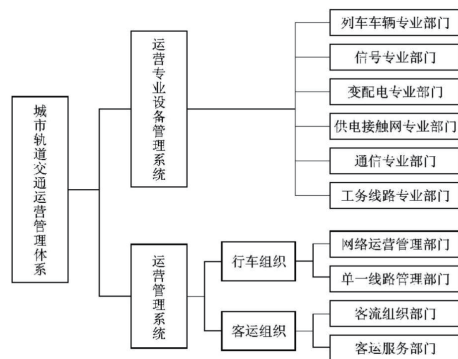 城市轨道交通运营管理体系
运营专业设备管理系统
列车车辆专业部门
信号专业部门
变配电专业部门
供电接触网专业部门
通信专业部门
工务线路专业部门
运营管理系统
行车组织
网络运营管理部门
单一线路管理部门
客运组织
客流组织部门
客运服务部门